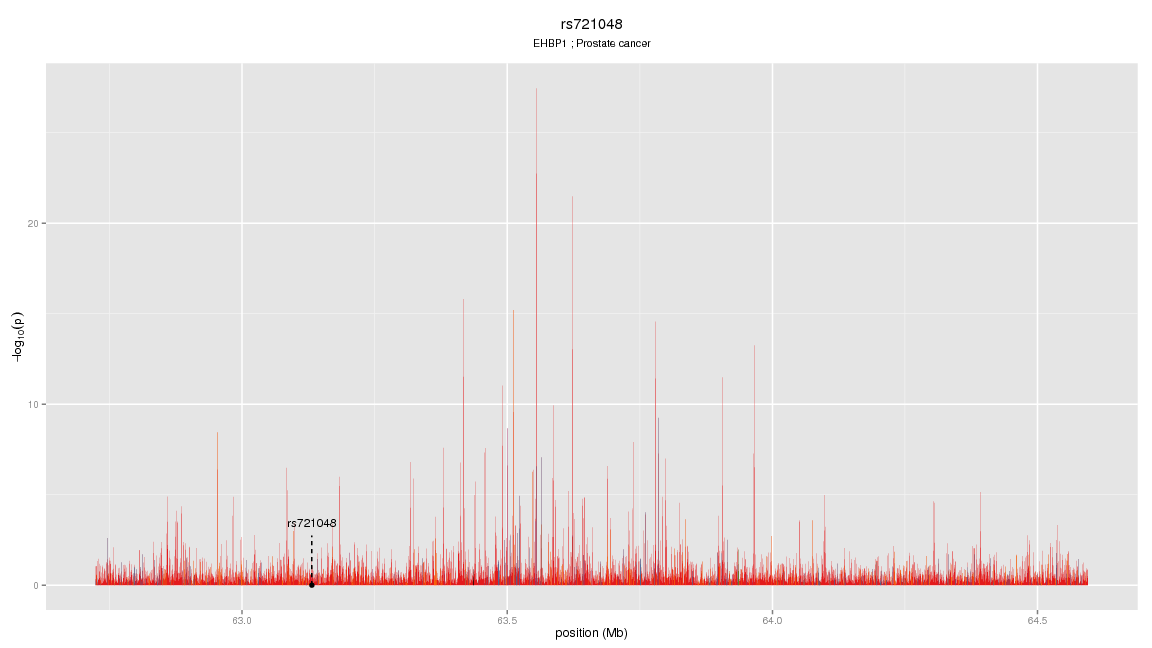 rs721048
EHBP1 ; Prostate cancer
20
10
0
−log10(p)
rs721048
63.0 63.5 64.0 64.5
position (Mb)